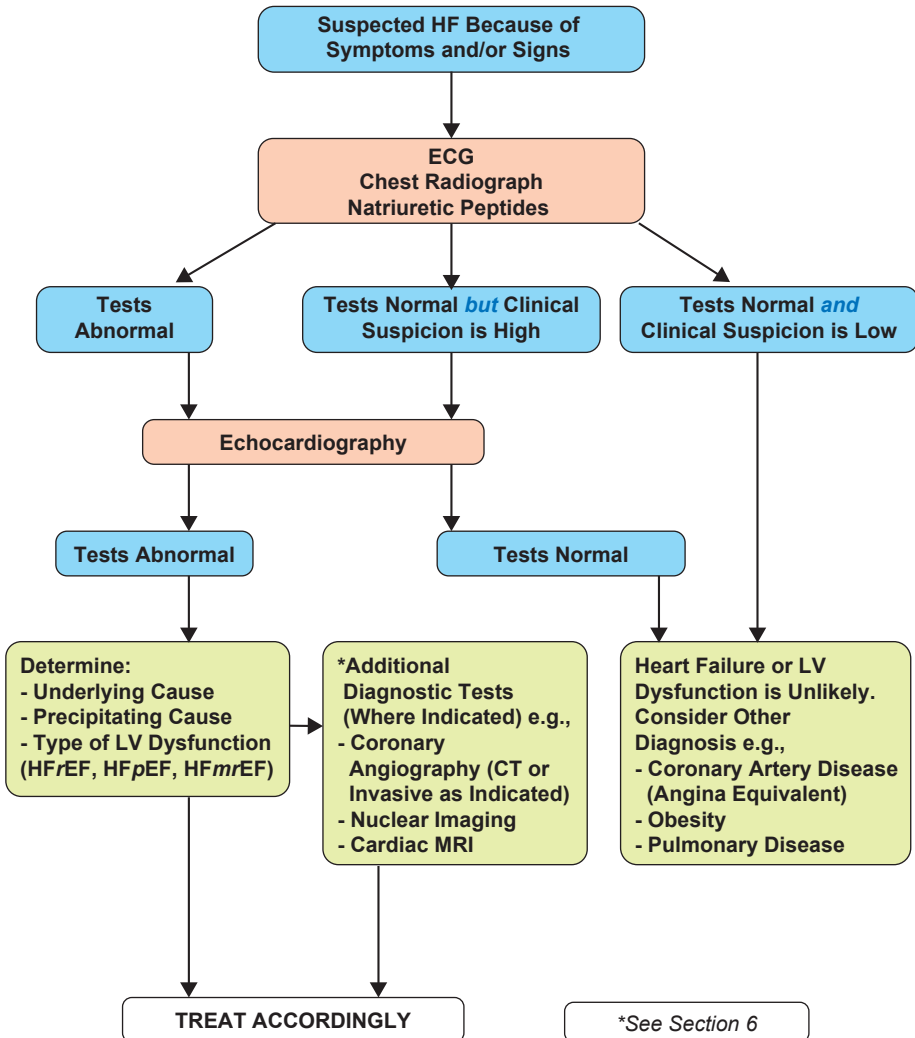 Suspected HF Because of
Symptoms and/or Signs
ECG
Chest Radiograph
Natriuretic Peptides
Tests
Abnormal
Tests Normal but Clinical
Suspicion is High
Tests Normal and
Clinical Suspicion is Low
Echocardiography
Tests Abnormal
Tests Normal
Determine:
- Underlying Cause
- Precipitating Cause
- Type of LV Dysfunction
(HFrEF, HFpEF, HFmrEF)
*Additional
Diagnostic Tests
(Where Indicated) e.g.,
- Coronary
Angiography (CT or
Invasive as Indicated)
- Nuclear Imaging
- Cardiac MRI
Heart Failure or LV
Dysfunction is Unlikely.
Consider Other
Diagnosis e.g.,
- Coronary Artery Disease
(Angina Equivalent)
- Obesity
- Pulmonary Disease
TREAT ACCORDINGLY
*See Section 6